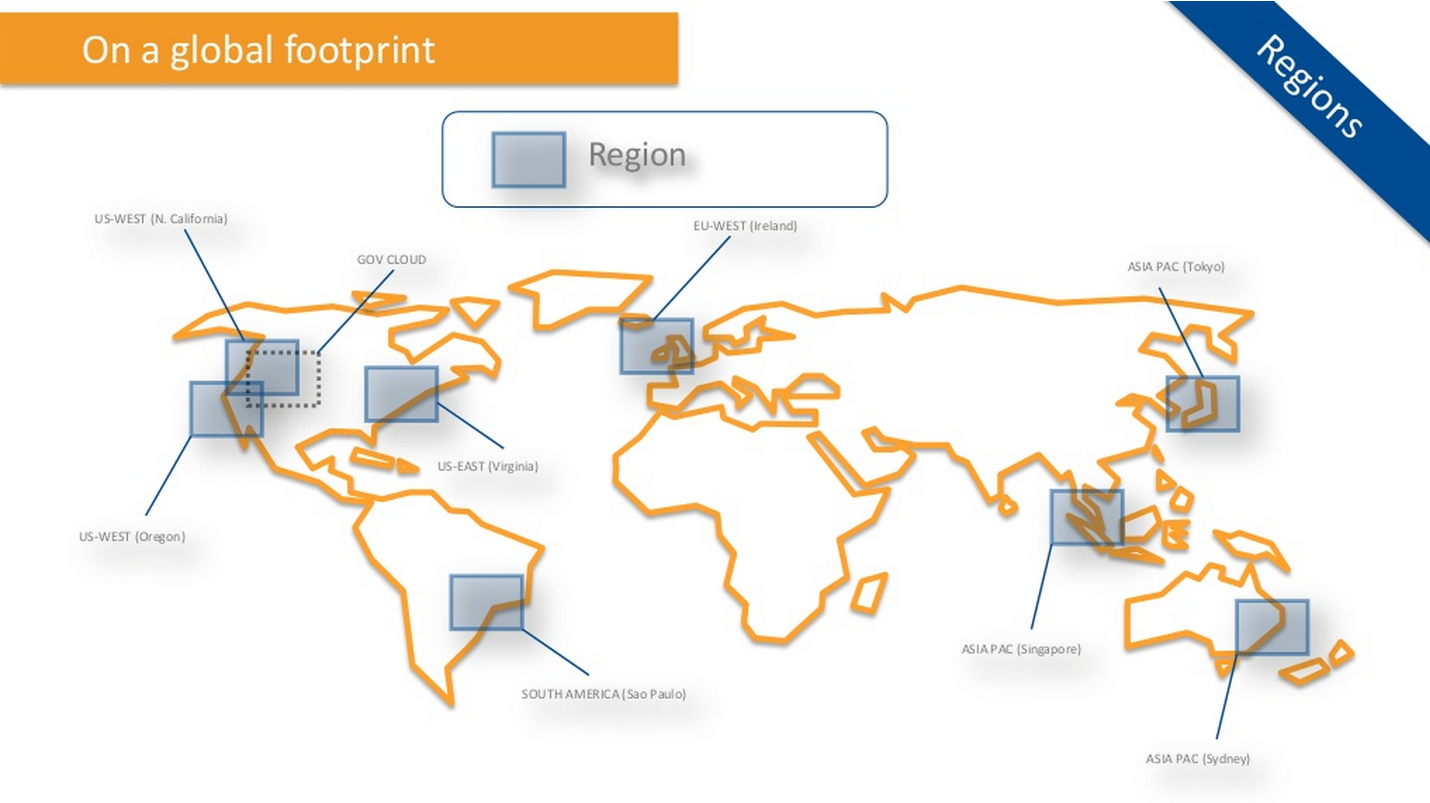 On a global footprint
Regions
Region
US-WEST (N. California)
EU-WEST (Ireland)
GOV CLOUD
ASIA PAC (Tokyo)
US-EAST (Virginia)
US-WEST (Oregon)
ASIA PAC (Singapore)
SOUTH AMERICA (Sao Paulo)
ASIA PAC (Sydney)